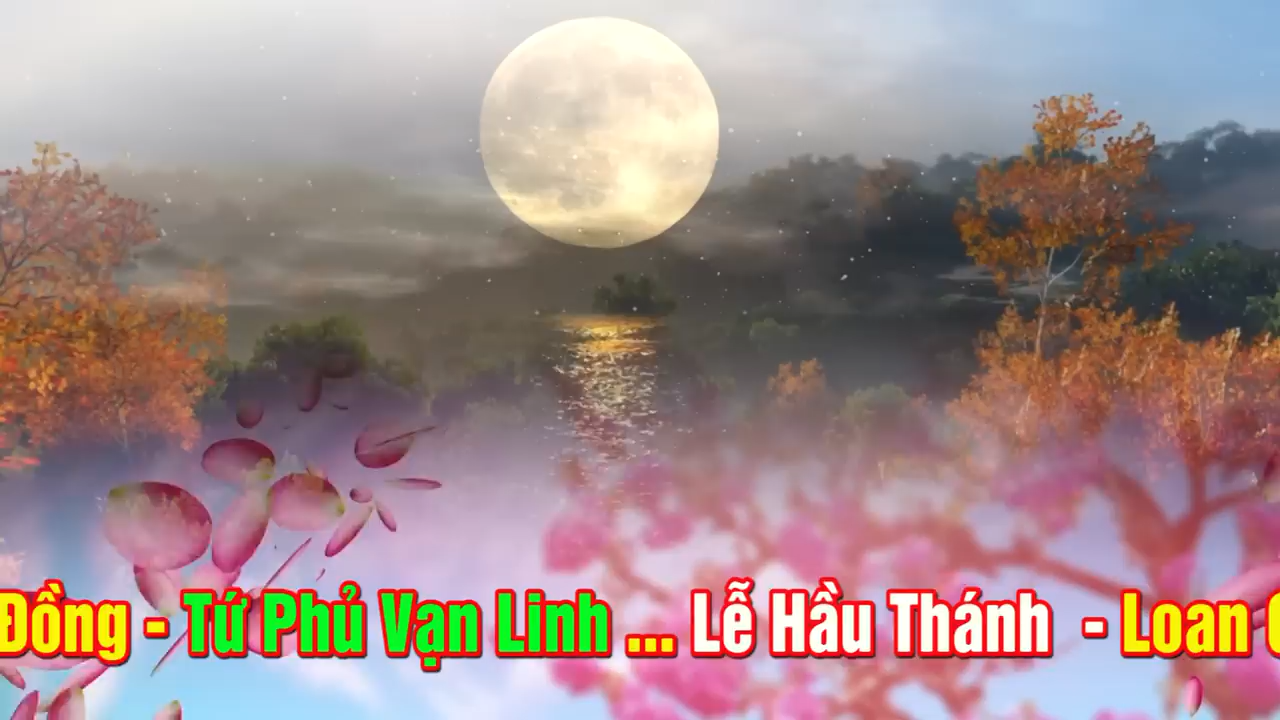 Đồng - Tứ Phủ Vạn Linh ... Lễ Hầu Thánh - Loan